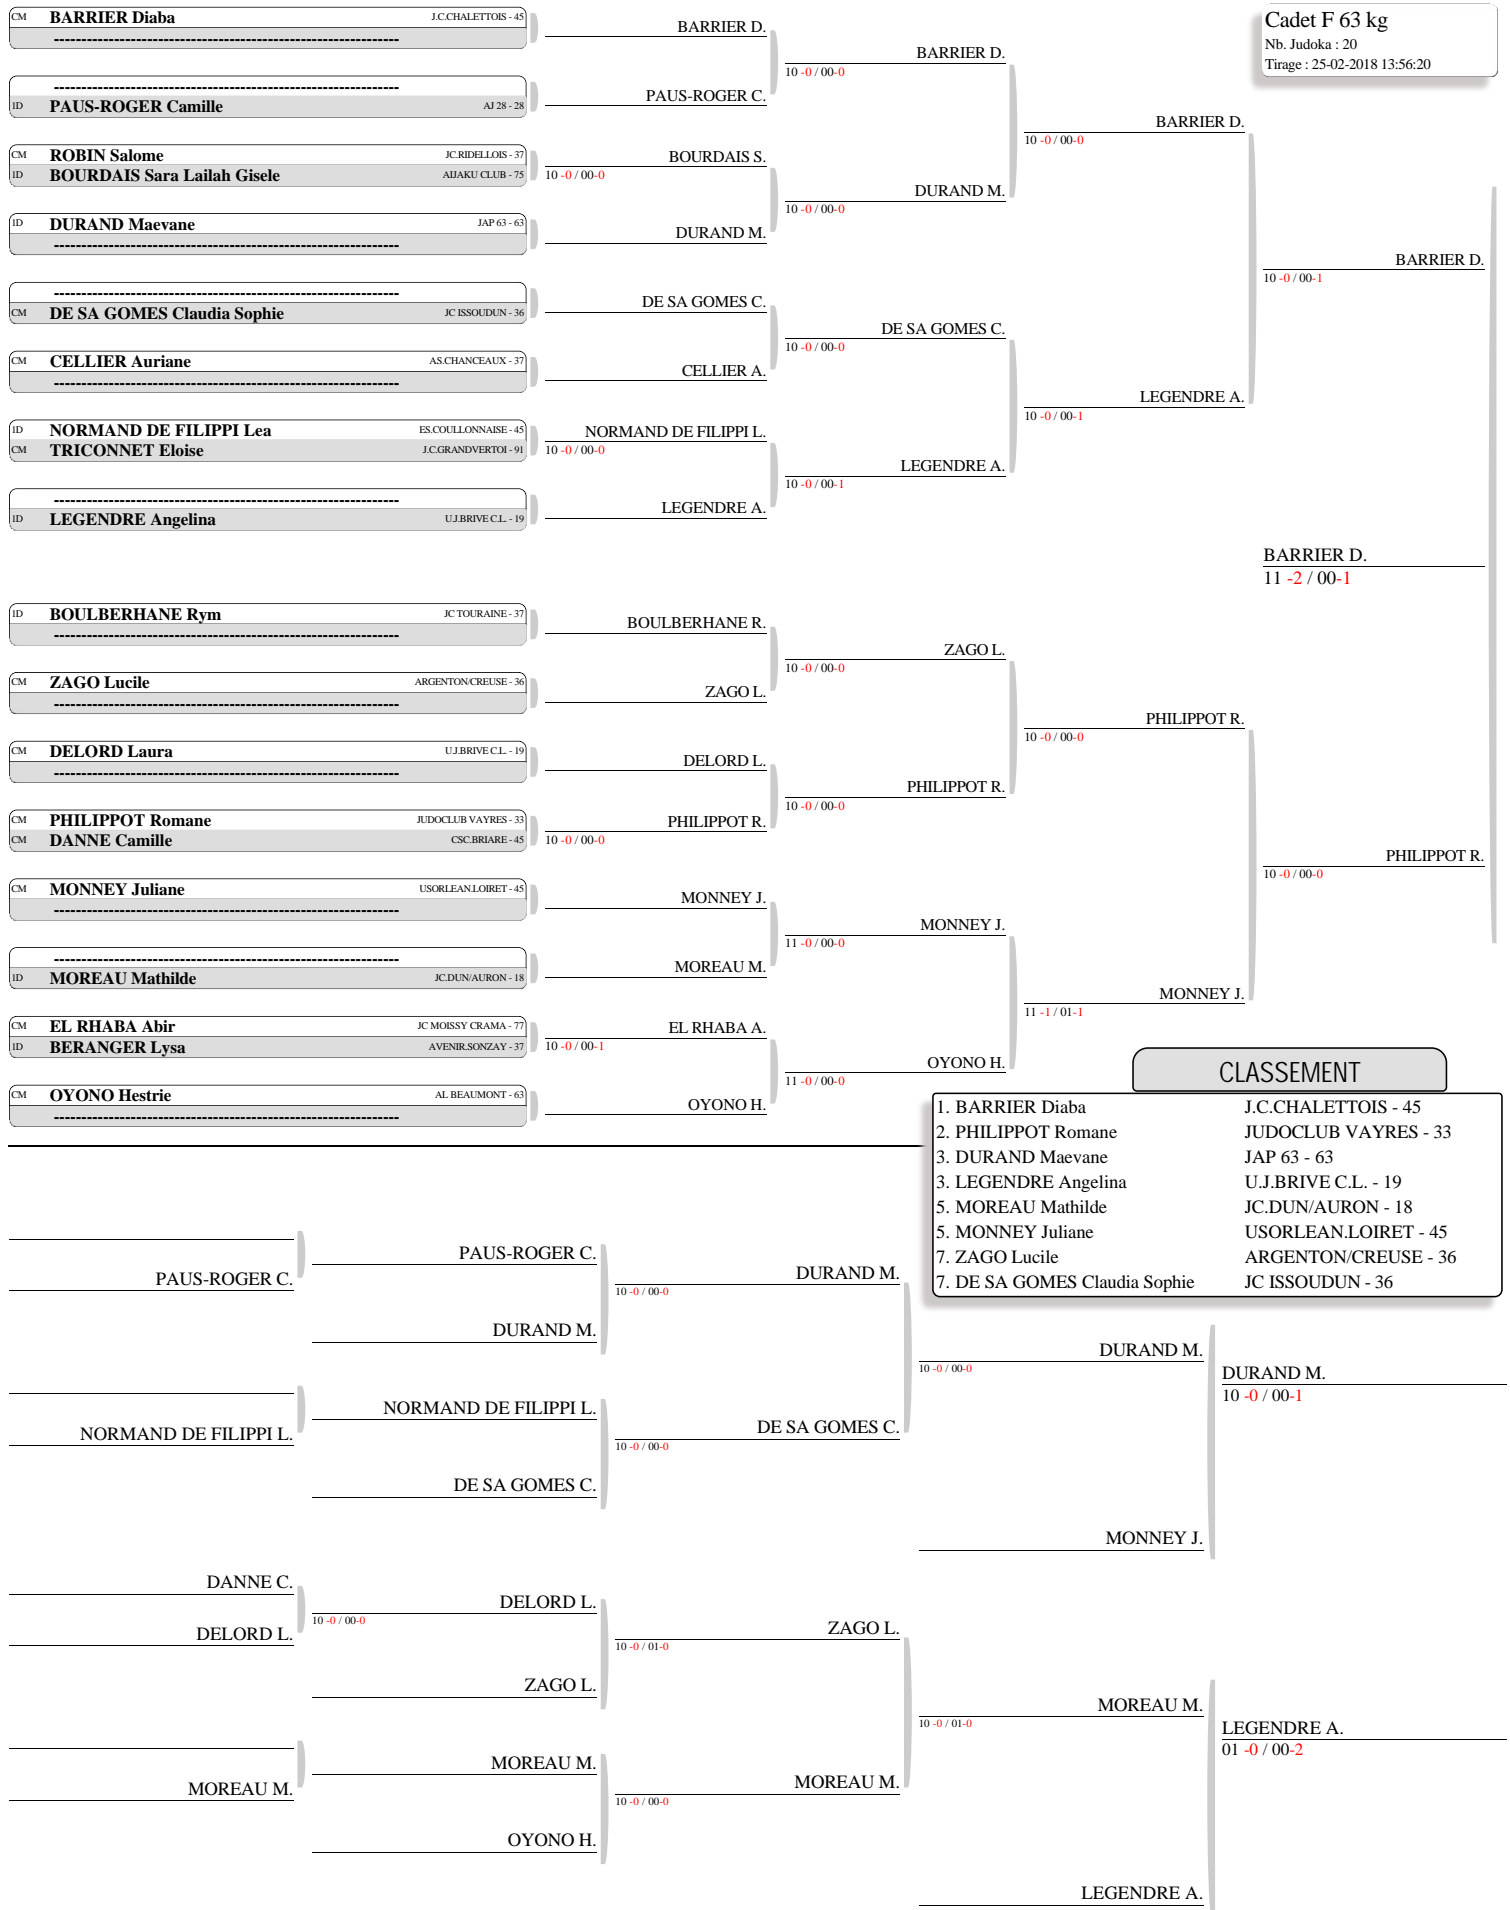 Cadet F 63 kg
Nb. Judoka : 20
Tirage : 25-02-2018 13:56:20
CM BARRIER Diaba J.C.CHALETTOIS - 45
----------------------------------------------------------------
----------------------------------------------------------------
1D PAUS-ROGER Camille AJ 28 - 28
CM ROBIN Salome JC.RIDELLOIS - 37
1D BOURDAIS Sara Lailah Gisele AIJAKU CLUB - 75
1D DURAND Maevane JAP 63 - 63
----------------------------------------------------------------
----------------------------------------------------------------
CM DE SA GOMES Claudia Sophie JC ISSOUDUN - 36
CM CELLIER Auriane AS.CHANCEAUX - 37
----------------------------------------------------------------
1D NORMAND DE FILIPPI Lea ES.COULLONNAISE - 45
CM TRICONNET Eloise J.C.GRANDVERTOI - 91
----------------------------------------------------------------
1D LEGENDRE Angelina U.J.BRIVE C.L. - 19
1D BOULBERHANE Rym JC TOURAINE - 37
----------------------------------------------------------------
CM ZAGO Lucile ARGENTON/CREUSE - 36
----------------------------------------------------------------
CM DELORD Laura U.J.BRIVE C.L. - 19
----------------------------------------------------------------
CM PHILIPPOT Romane JUDOCLUB VAYRES - 33
CM DANNE Camille CSC.BRIARE - 45
CM MONNEY Juliane USORLEAN.LOIRET - 45
----------------------------------------------------------------
----------------------------------------------------------------
1D MOREAU Mathilde JC.DUN/AURON - 18
CM EL RHABA Abir JC MOISSY CRAMA - 77
1D BERANGER Lysa AVENIR.SONZAY - 37
CM OYONO Hestrie AL BEAUMONT - 63
----------------------------------------------------------------
BARRIER D.
PAUS-ROGER C.
BOURDAIS S.
10 -0 / 00-0
DURAND M.
DE SA GOMES C.
CELLIER A.
NORMAND DE FILIPPI L.
10 -0 / 00-0
LEGENDRE A.
BOULBERHANE R.
ZAGO L.
DELORD L.
PHILIPPOT R.
10 -0 / 00-0
MONNEY J.
MOREAU M.
EL RHABA A.
10 -0 / 00-1
OYONO H.
BARRIER D.
10 -0 / 00-0
DURAND M.
10 -0 / 00-0
DE SA GOMES C.
10 -0 / 00-0
LEGENDRE A.
10 -0 / 00-1
ZAGO L.
10 -0 / 00-0
PHILIPPOT R.
10 -0 / 00-0
MONNEY J.
11 -0 / 00-0
OYONO H.
11 -0 / 00-0
BARRIER D.
10 -0 / 00-0
LEGENDRE A.
10 -0 / 00-1
PHILIPPOT R.
10 -0 / 00-0
MONNEY J.
11 -1 / 01-1
BARRIER D.
10 -0 / 00-1
PHILIPPOT R.
10 -0 / 00-0
BARRIER D.
11 -2 / 00-1
CLASSEMENT
1. BARRIER Diaba J.C.CHALETTOIS - 45
2. PHILIPPOT Romane JUDOCLUB VAYRES - 33
3. DURAND Maevane JAP 63 - 63
3. LEGENDRE Angelina U.J.BRIVE C.L. - 19
5. MOREAU Mathilde JC.DUN/AURON - 18
5. MONNEY Juliane USORLEAN.LOIRET - 45
7. ZAGO Lucile ARGENTON/CREUSE - 36
7. DE SA GOMES Claudia Sophie JC ISSOUDUN - 36
PAUS-ROGER C.
NORMAND DE FILIPPI L.
DANNE C.
DELORD L.
MOREAU M.
PAUS-ROGER C.
DURAND M.
NORMAND DE FILIPPI L.
DE SA GOMES C.
DELORD L.
10 -0 / 00-0
ZAGO L.
MOREAU M.
OYONO H.
DURAND M.
10 -0 / 00-0
DE SA GOMES C.
10 -0 / 00-0
ZAGO L.
10 -0 / 01-0
MOREAU M.
10 -0 / 00-0
DURAND M.
10 -0 / 00-0
MONNEY J.
MOREAU M.
10 -0 / 01-0
LEGENDRE A.
DURAND M.
10 -0 / 00-1
LEGENDRE A.
01 -0 / 00-2